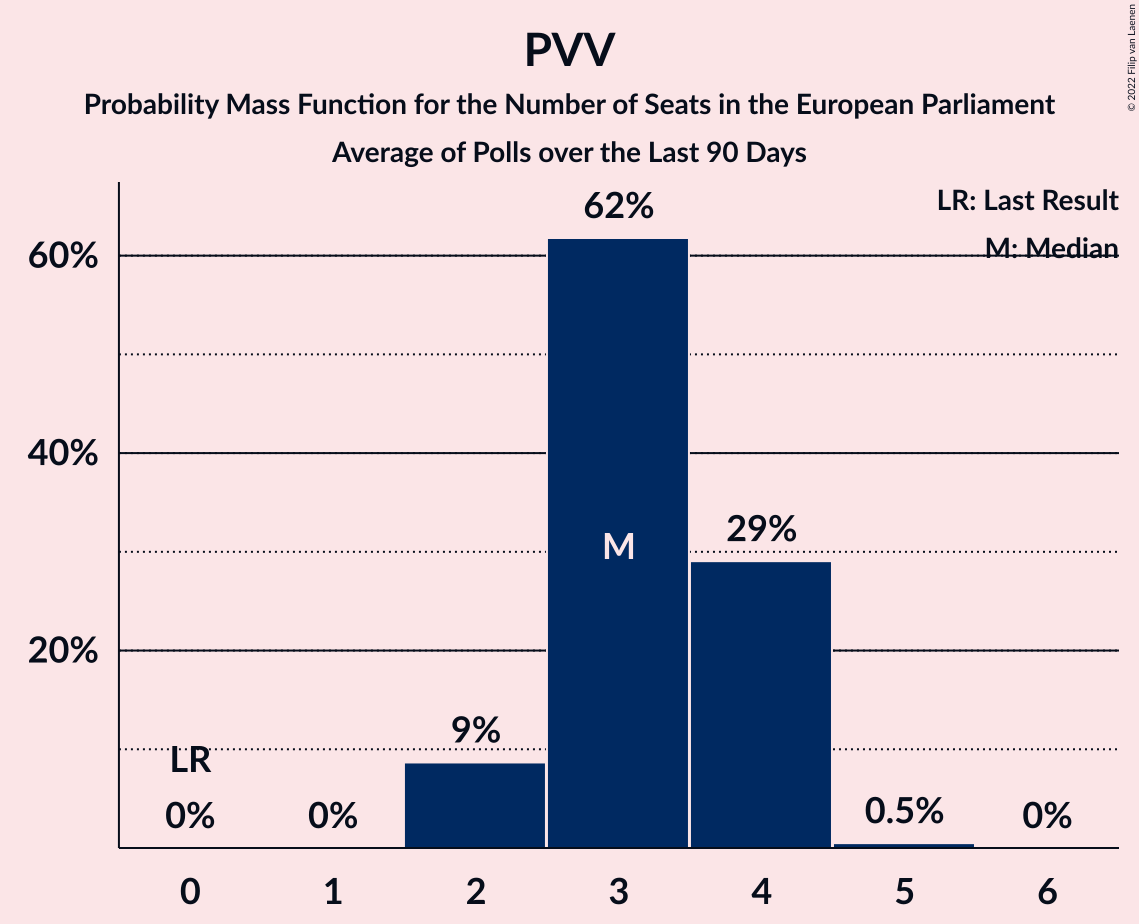 PVV
Probability Mass Function for the Number of Seats in the European Parliament
Average of Polls over the Last 90 Days
© 2022 Filip van Laenen
LR: Last Result
M: Median
60%
40%
20%
LR
0%
0%
9%
62%
M
29%
0.5%
0%
0 1 2 3 4 5 6